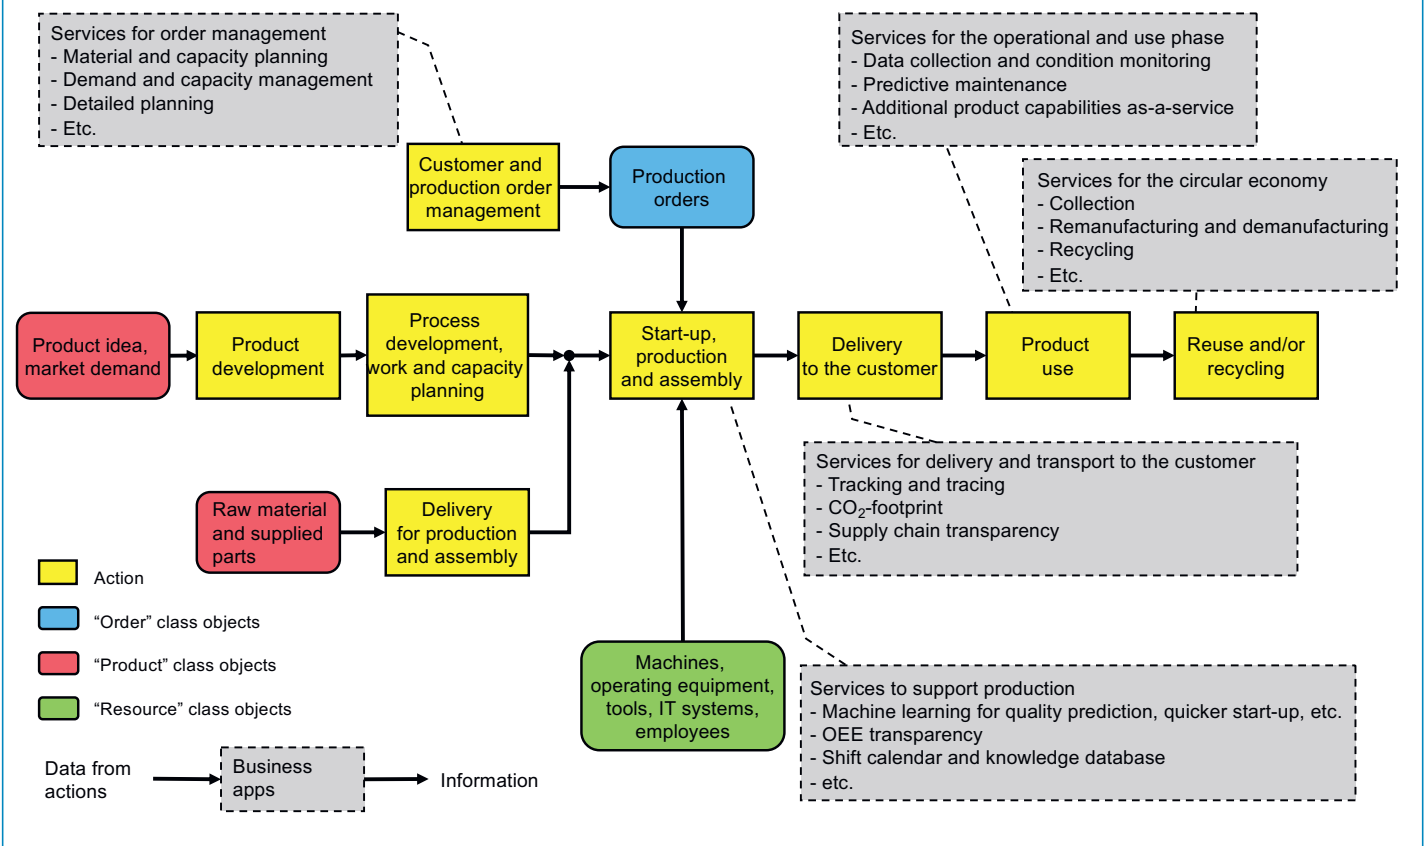 Services for order management
- Material and capacity planning
- Demand and capacity management
- Detailed planning
- Etc.
Services for the operational and use phase
- Data collection and condition monitoring
- Predictive maintenance
- Additional product capabilities as-a-service
- Etc.
Customer and
production order
management
Production
orders
Services for the circular economy
- Collection
- Remanufacturing and demanufacturing
- Recycling
- Etc.
Product idea,
market demand
Product
development
Process
development,
work and capacity
planning
Start-up,
production
and assembly
Delivery
to the customer
Product
use
Reuse and/or
recycling
Raw material
and supplied
parts
Delivery
for production
and assembly
Services for delivery and transport to the customer
- Tracking and tracing
- CO₂-footprint
- Supply chain transparency
- Etc.
Action
“Order” class objects
“Product” class objects
“Resource” class objects
Machines,
operating equipment,
tools, IT systems,
employees
Services to support production
- Machine learning for quality prediction, quicker start-up, etc.
- OEE transparency
- Shift calendar and knowledge database
- etc.
Data from
actions
Business
apps
Information